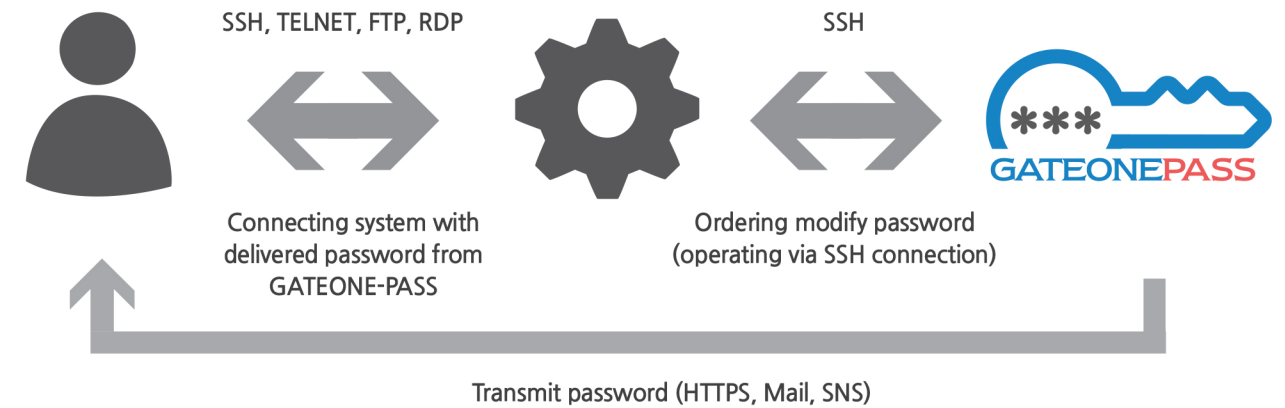 SSH, TELNET, FTP, RDP
SSH
***
GATEONEPASS
Connecting system with
delivered password from
GATEONE-PASS
Ordering modify password
(operating via SSH connection)
Transmit password (HTTPS, Mail, SNS)